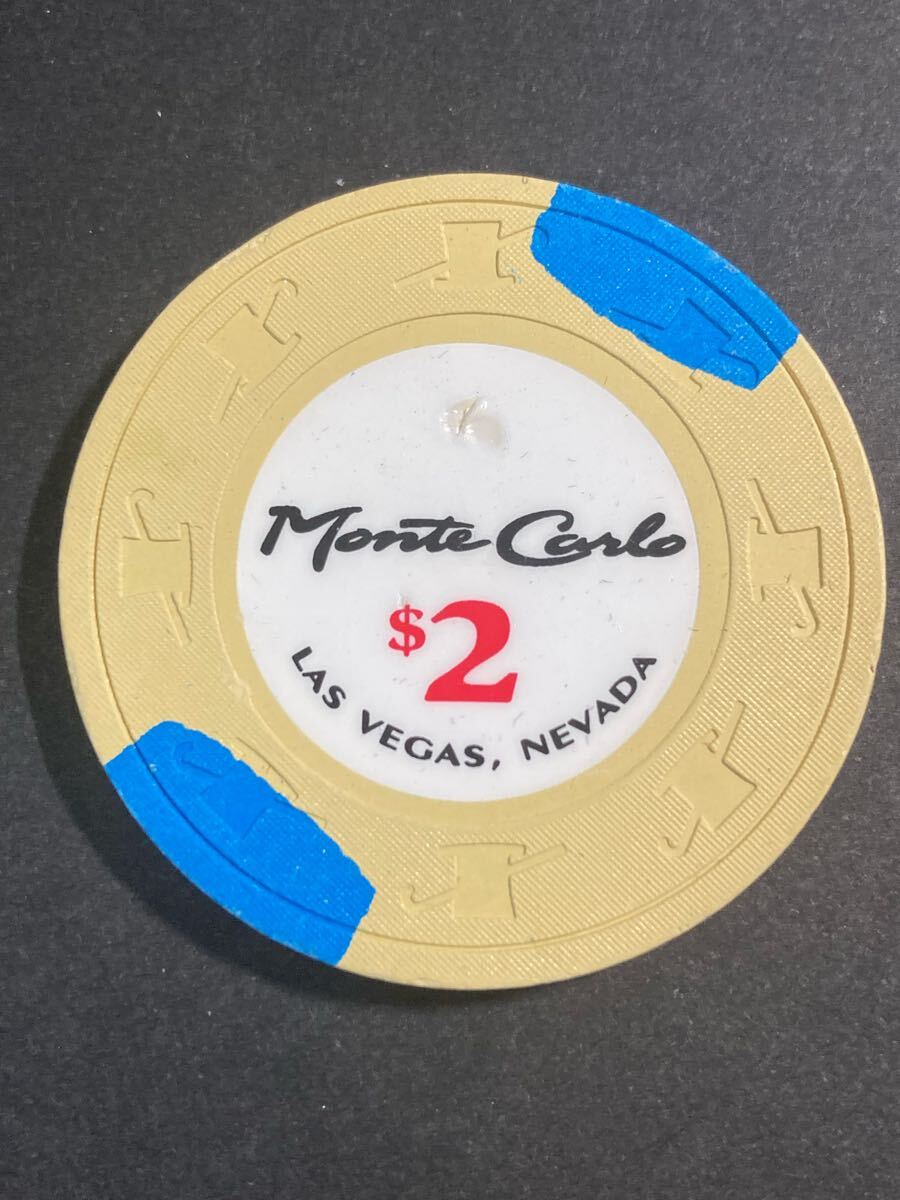 Monte Carlo
$2
LAS VEGAS, NEVADA